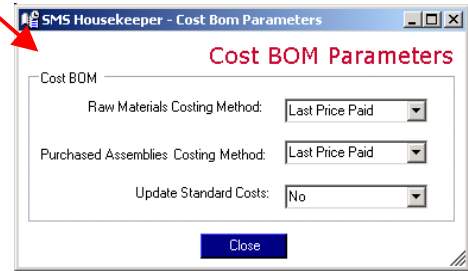 SMS Housekeeper - Cost Bom Parameters
Cost BOM Parameters
Cost BOM
Raw Materials Costing Method: Last Price Paid
Purchased Assemblies Costing Method: Last Price Paid
Update Standard Costs: No
Close